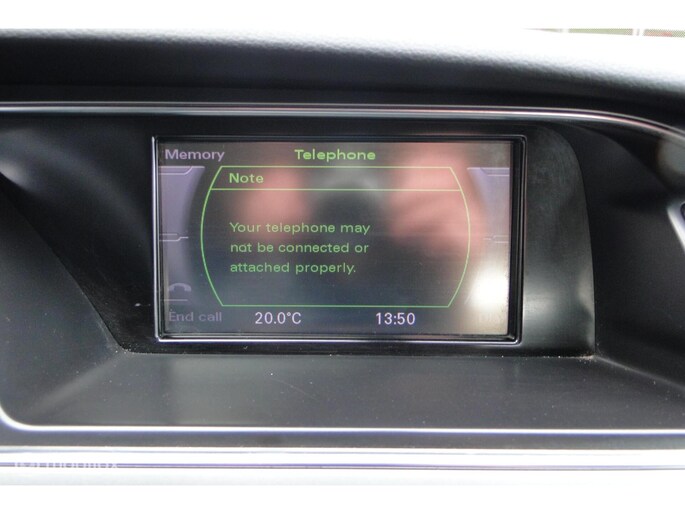 Memory Telephone
Note
Your telephone may
not be connected or
attached properly.
End call 20.0°C 13:50